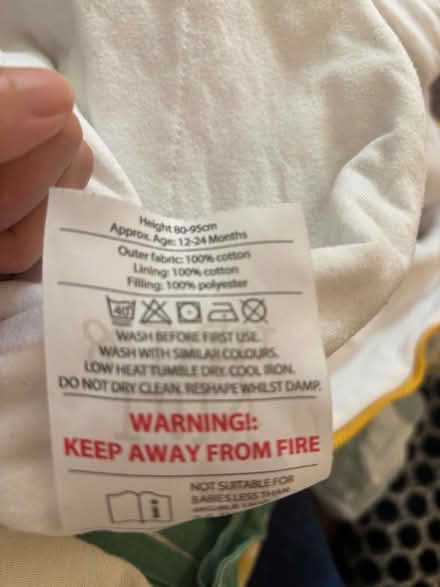 Height 80-95cm
Approx. Age: 12-24 Months
Outer fabric: 100% cotton
Lining: 100% cotton
Filling: 100% polyester
40
WASH BEFORE FIRST USE.
WASH WITH SIMILAR COLOURS.
LOW HEAT TUMBLE DRY. COOL IRON.
DO NOT DRY CLEAN. RESHAPE WHILST DAMP.
WARNING!:
KEEP AWAY FROM FIRE
NOT SUITABLE FOR
BABIES LESS THAN